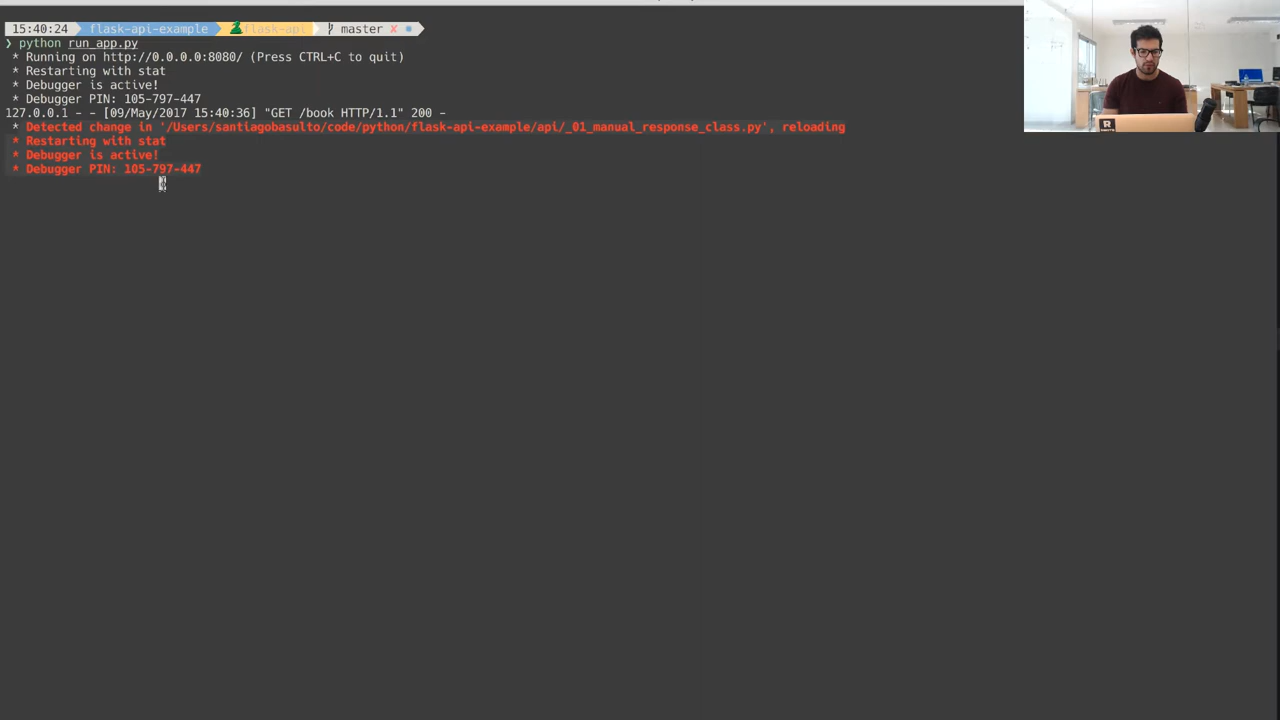 15:40:24 flask-api-example flask-api master ✘
❯ python run_app.py
* Running on http://0.0.0.0:8080/ (Press CTRL+C to quit)
* Restarting with stat
* Debugger is active!
* Debugger PIN: 105-797-447
127.0.0.1 - - [09/May/2017 15:40:36] "GET /book HTTP/1.1" 200 -
* Detected change in '/Users/santiagobasulto/code/python/flask-api-example/api/_01_manual_response_class.py', reloading
* Restarting with stat
* Debugger is active!
* Debugger PIN: 105-797-447